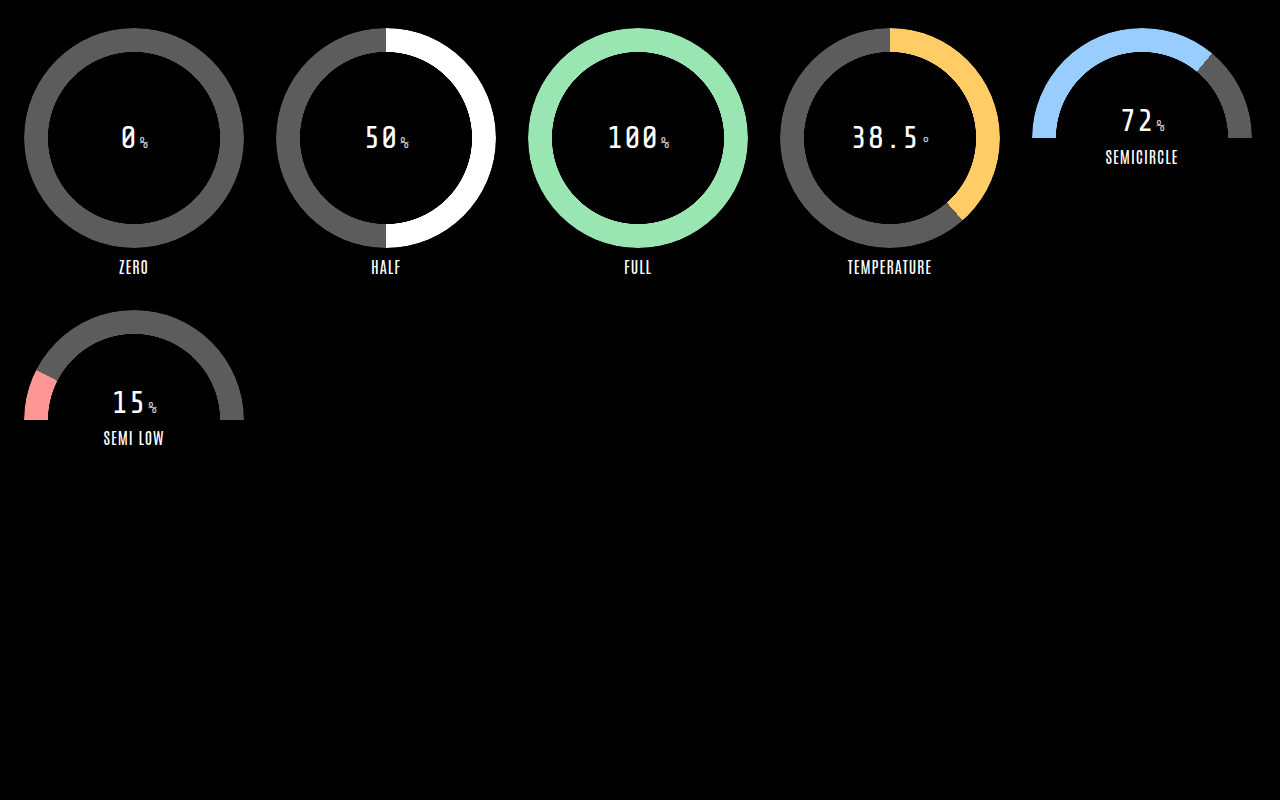 0%
50%
100%
38.5°
72%
SEMICIRCLE
ZERO
HALF
FULL
TEMPERATURE
15%
SEMI LOW